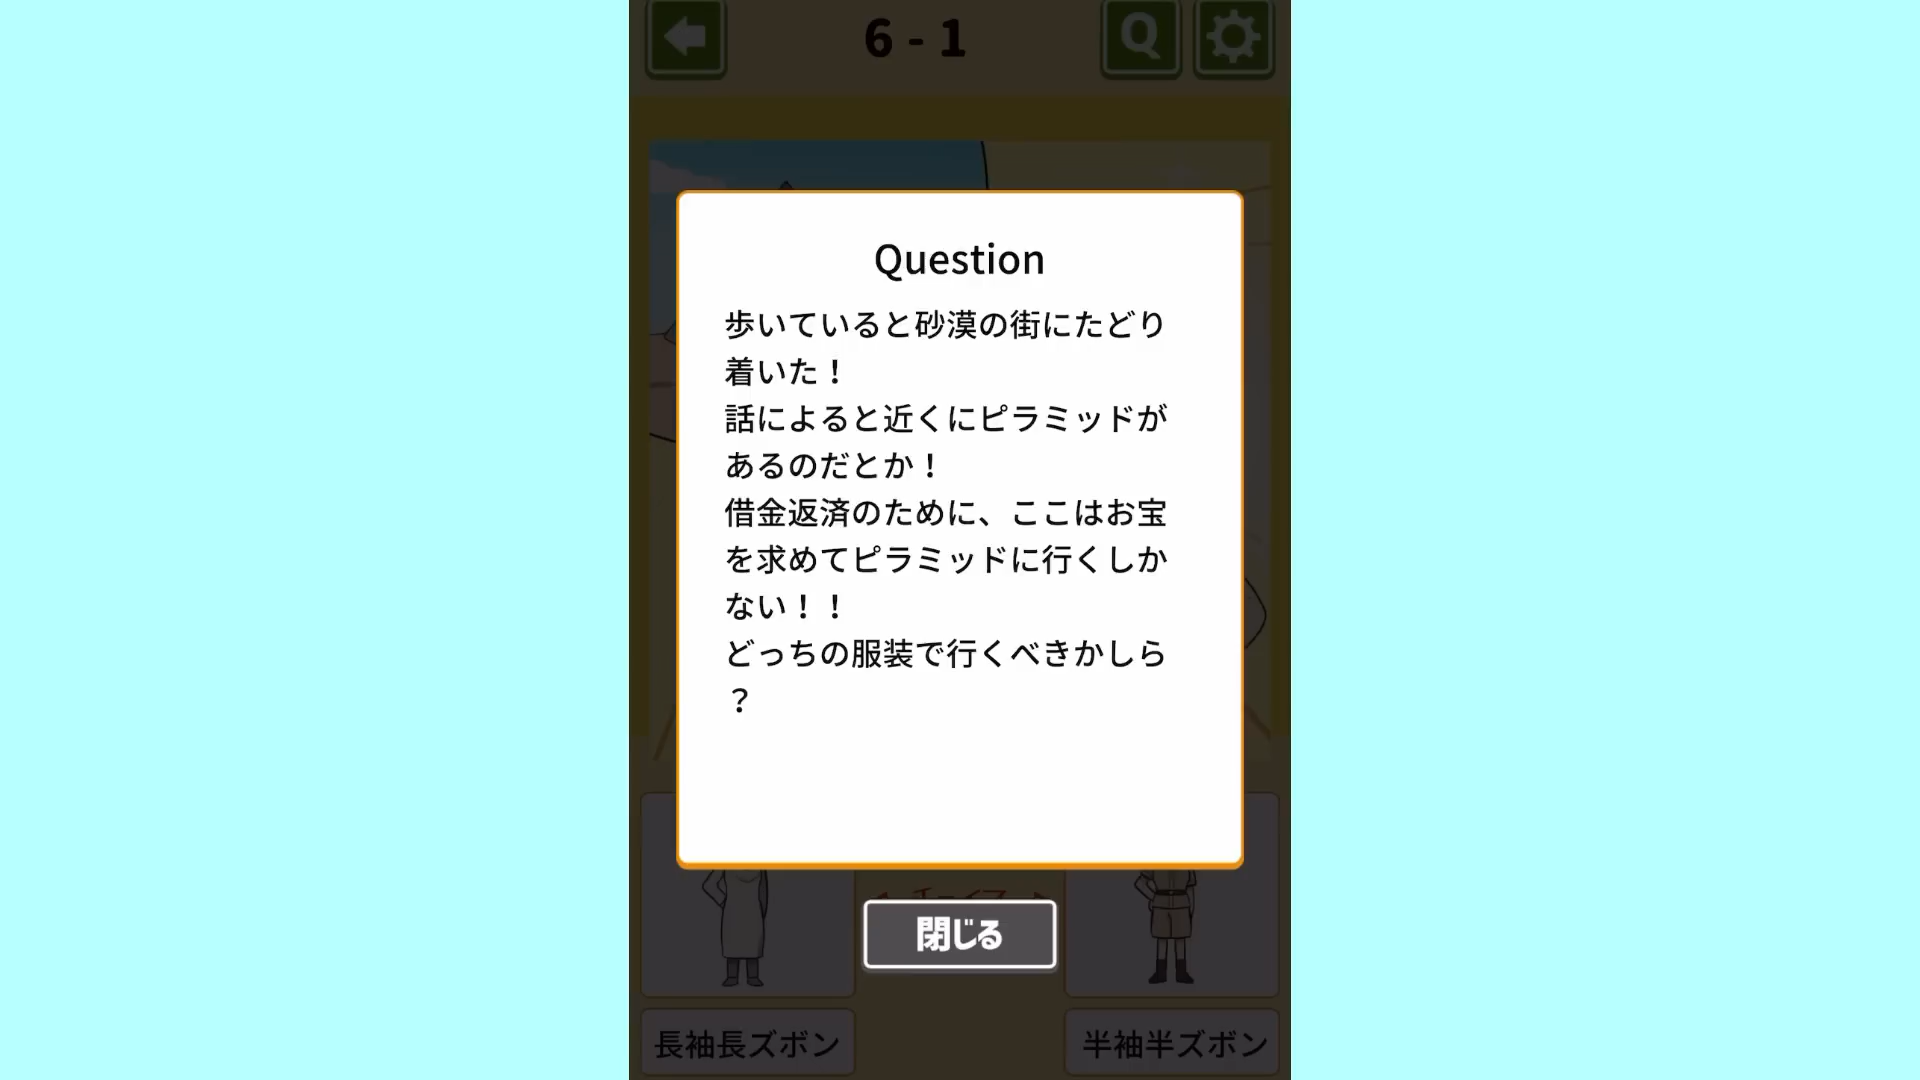 6 - 1
Q
Question
歩いていると砂漠の街にたどり
着いた！
話によると近くにピラミッドが
あるのだとか！
借金返済のために、ここはお宝
を求めてピラミッドに行くしか
ない！！
どっちの服装で行くべきかしら
？
閉じる
長袖長ズボン
半袖半ズボン